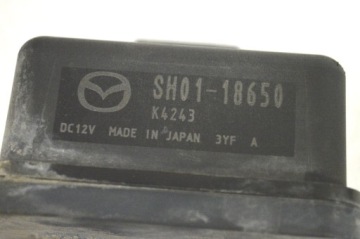 SH01-18650
K4243
DC12V MADE IN JAPAN 3YF A